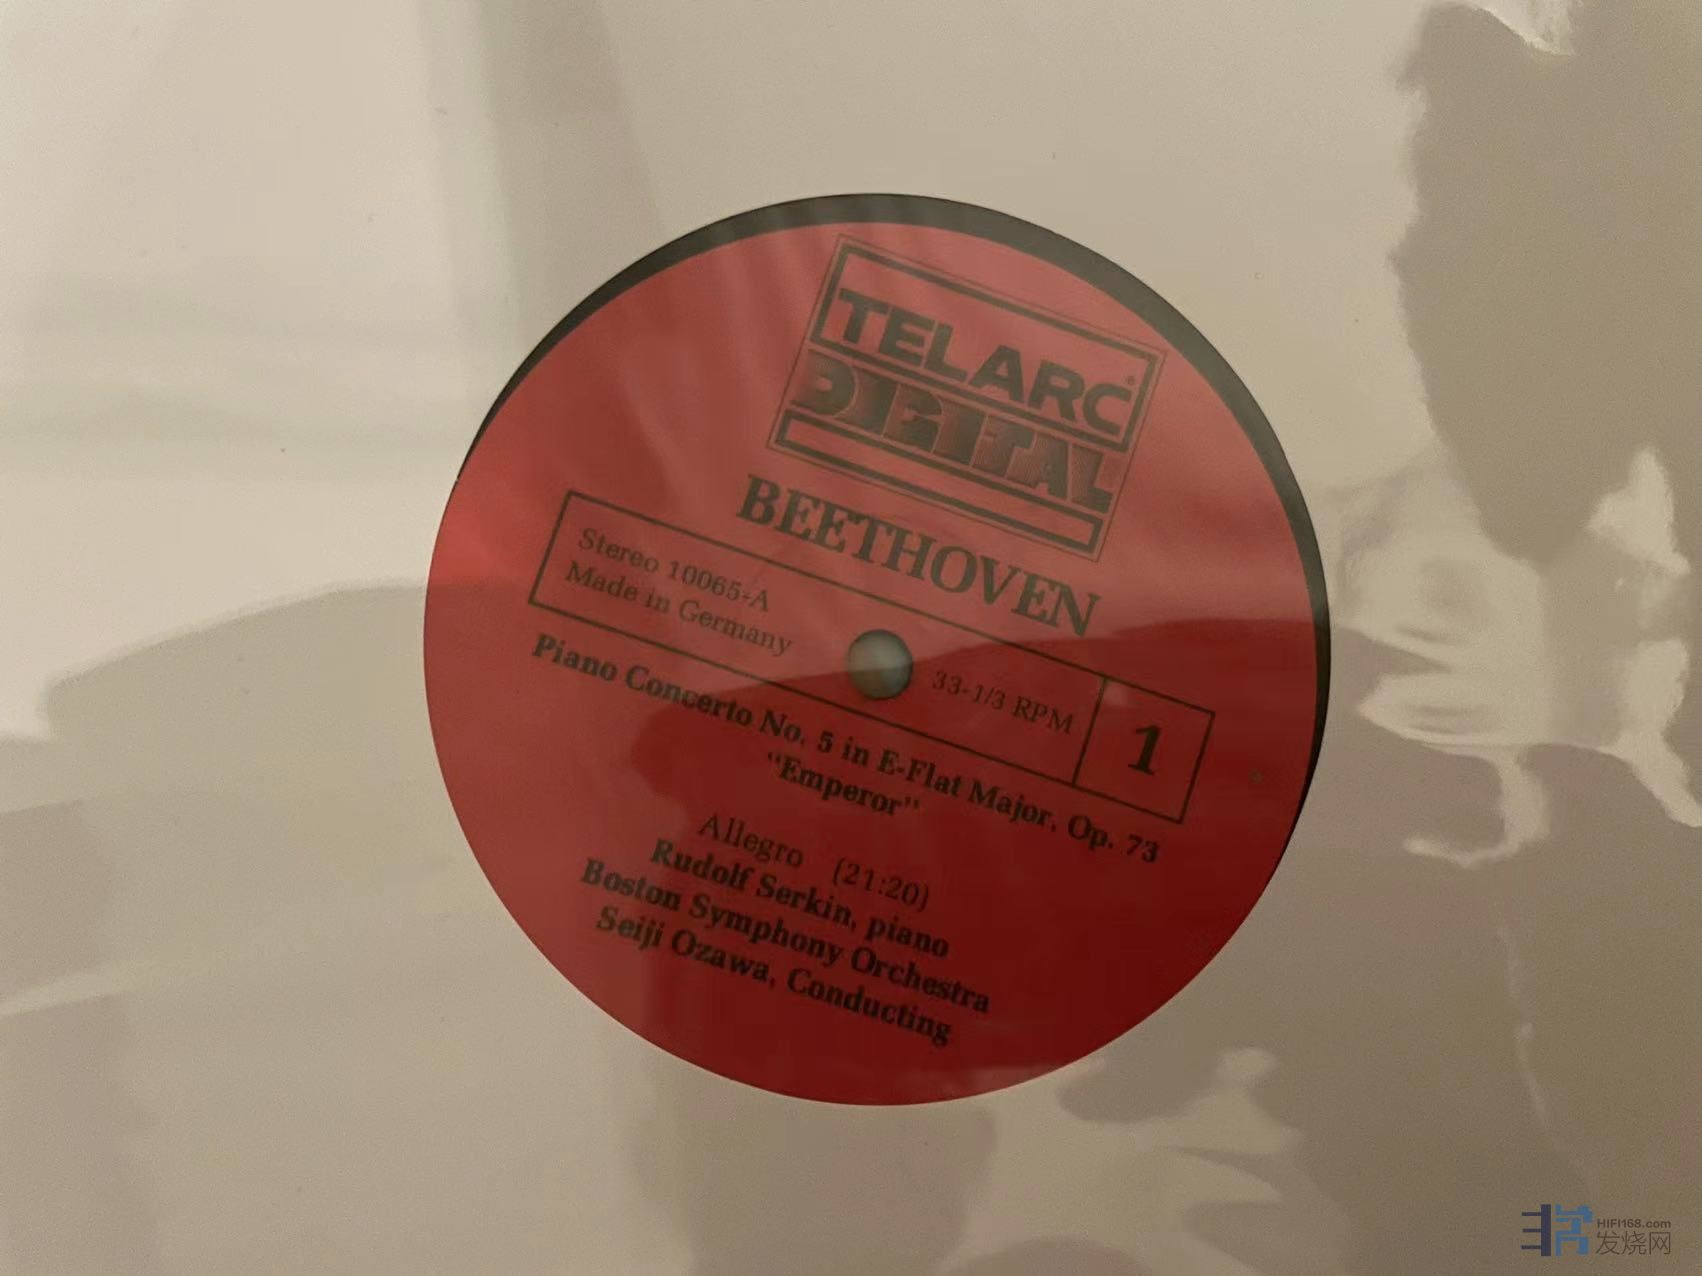 TELARC®
DIGITAL
BEETHOVEN
Stereo 10065-A
Made in Germany
33-1/3 RPM
1
Piano Concerto No. 5 in E-Flat Major, Op. 73
"Emperor"
Allegro (21:20)
Rudolf Serkin, piano
Boston Symphony Orchestra
Seiji Ozawa, Conducting
HIFI168.com
发烧网